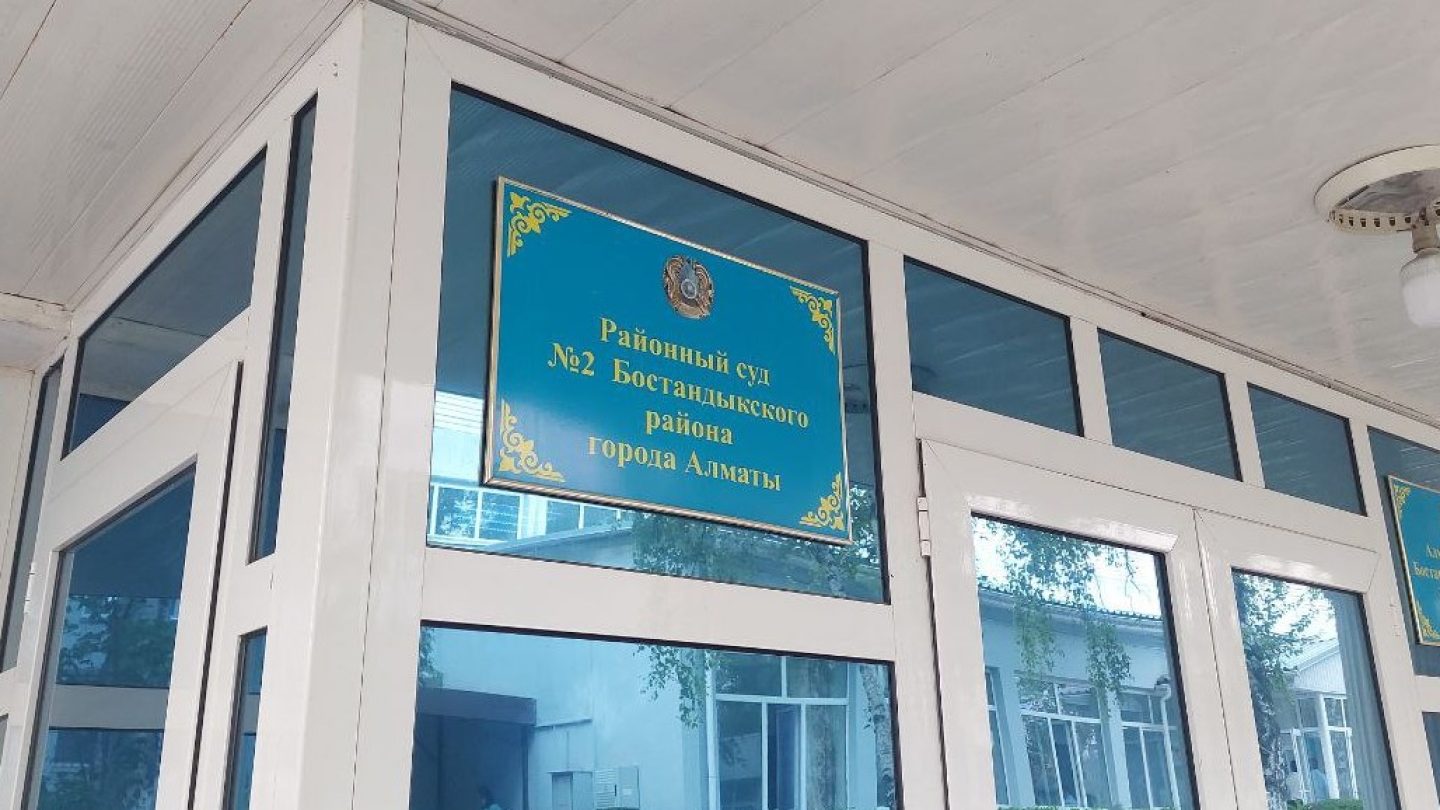 Районный суд
№2 Бостандыкского
района
города Алматы